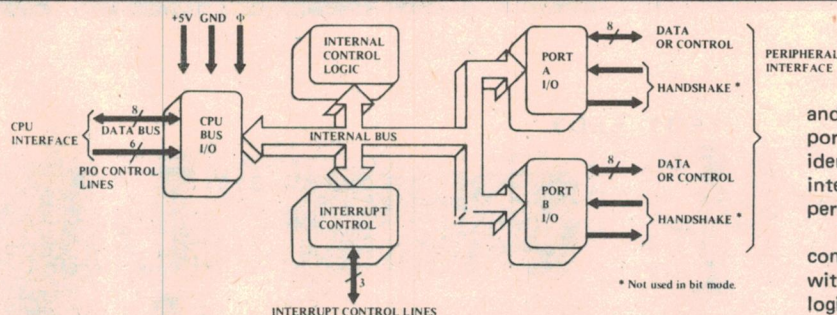 +5V GND Φ
INTERNAL
CONTROL
LOGIC
PORT
A
I/O
8
DATA
OR CONTROL
HANDSHAKE *
PERIPHERAL
INTERFACE
CPU
INTERFACE
8
DATA BUS
6
PIO CONTROL
LINES
CPU
BUS
I/O
INTERNAL BUS
INTERRUPT
CONTROL
3
INTERRUPT CONTROL LINES
PORT
B
I/O
8
DATA
OR CONTROL
HANDSHAKE *
* Not used in bit mode.
and
por
ider
inte
per
con
wit
logi